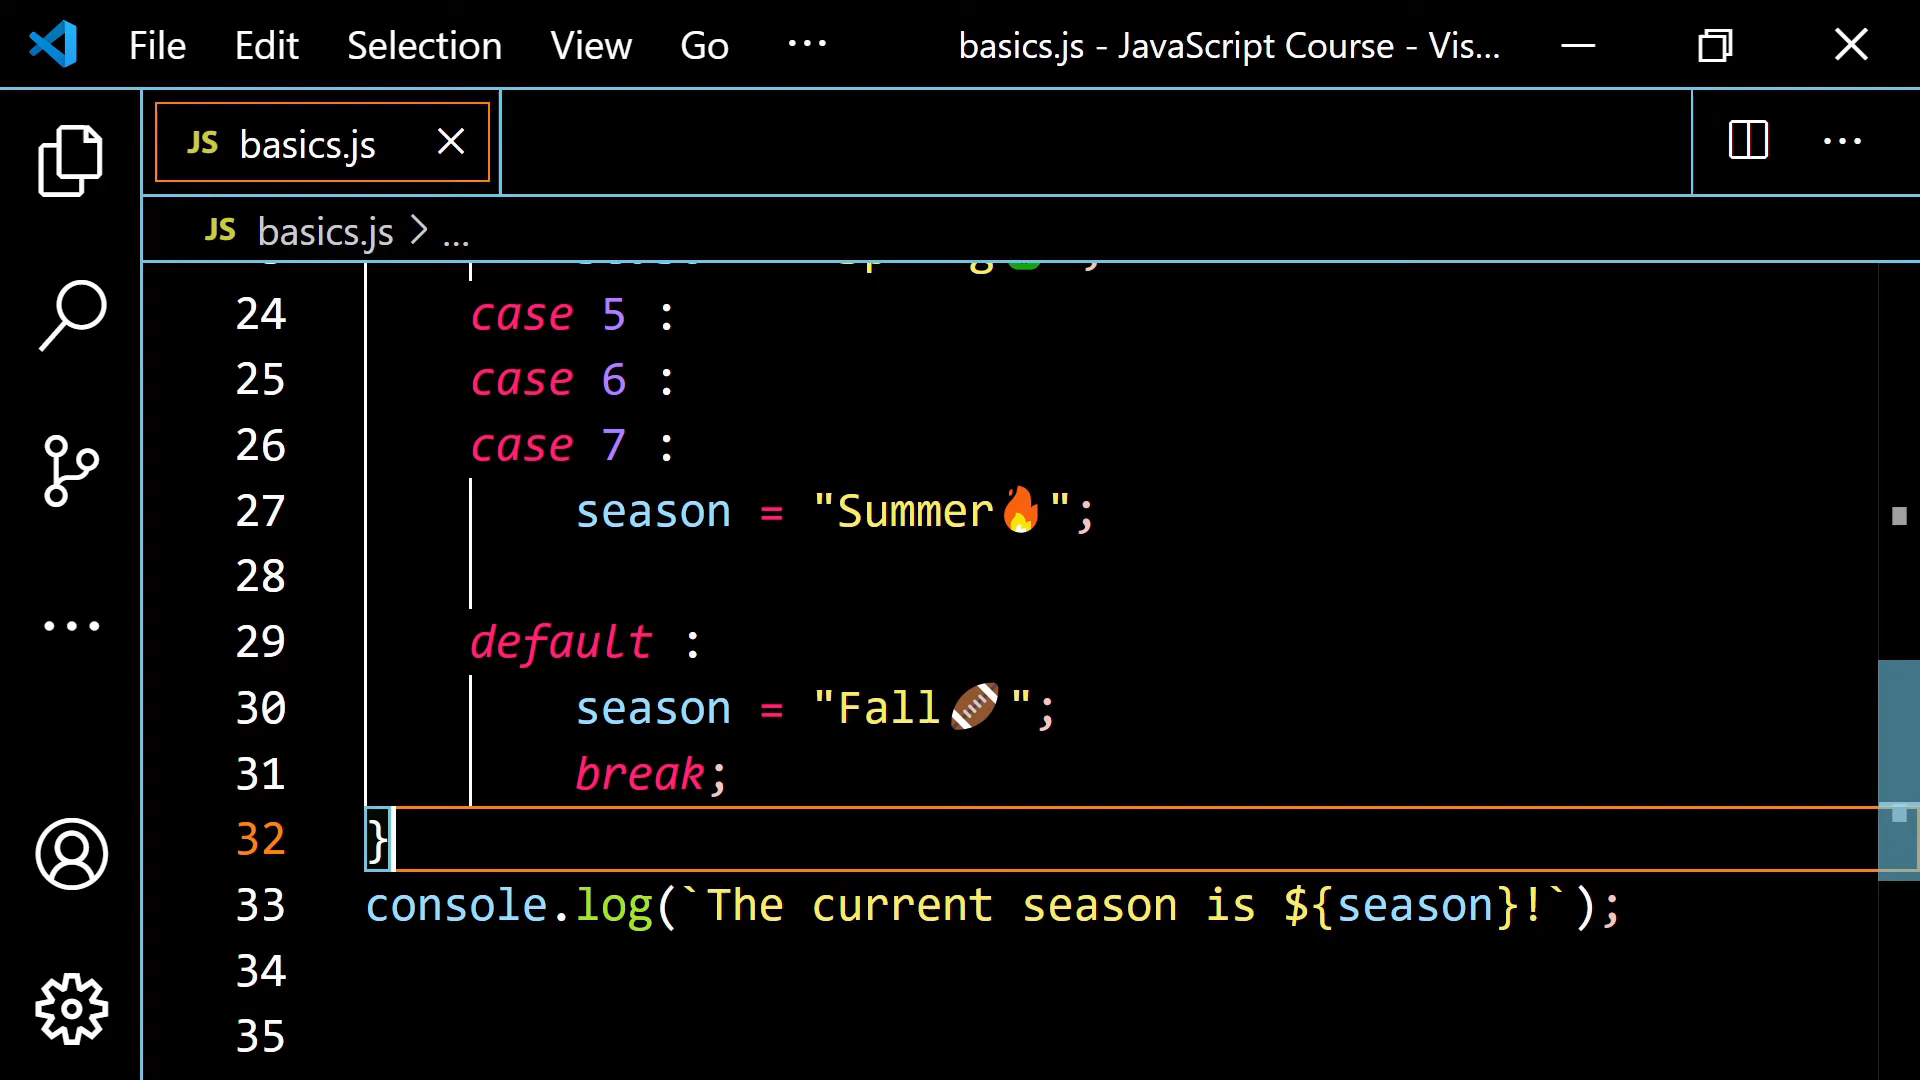 File Edit Selection View Go ... basics.js - JavaScript Course - Vis...
JS basics.js
JS basics.js > ...
24 case 5 :
25 case 6 :
26 case 7 :
27 season = "Summer🔥";
28
29 default :
30 season = "Fall🏈";
31 break;
32 }
33 console.log(`The current season is ${season}!`);
34
35